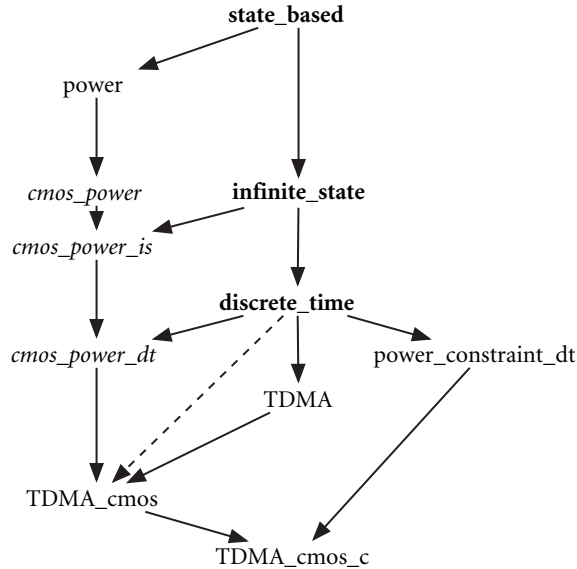 state_based
power
cmos_power
infinite_state
cmos_power_is
discrete_time
cmos_power_dt
power_constraint_dt
TDMA
TDMA_cmos
TDMA_cmos_c